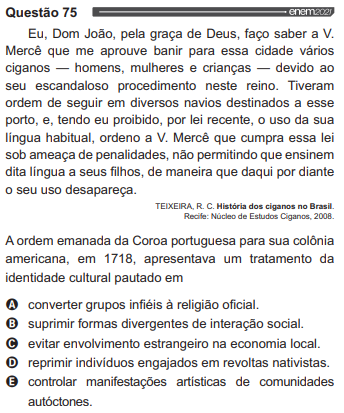 Questão 75 enem2021
Eu, Dom João, pela graça de Deus, faço saber a V.
Mercê que me aprouve banir para essa cidade vários
ciganos — homens, mulheres e crianças — devido ao
seu escandaloso procedimento neste reino. Tiveram
ordem de seguir em diversos navios destinados a esse
porto, e, tendo eu proibido, por lei recente, o uso da sua
língua habitual, ordeno a V. Mercê que cumpra essa lei
sob ameaça de penalidades, não permitindo que ensinem
dita língua a seus filhos, de maneira que daqui por diante
o seu uso desapareça.
TEIXEIRA, R. C. História dos ciganos no Brasil.
Recife: Núcleo de Estudos Ciganos, 2008.
A ordem emanada da Coroa portuguesa para sua colônia
americana, em 1718, apresentava um tratamento da
identidade cultural pautado em
A converter grupos infiéis à religião oficial.
B suprimir formas divergentes de interação social.
C evitar envolvimento estrangeiro na economia local.
D reprimir indivíduos engajados em revoltas nativistas.
E controlar manifestações artísticas de comunidades
autóctones.